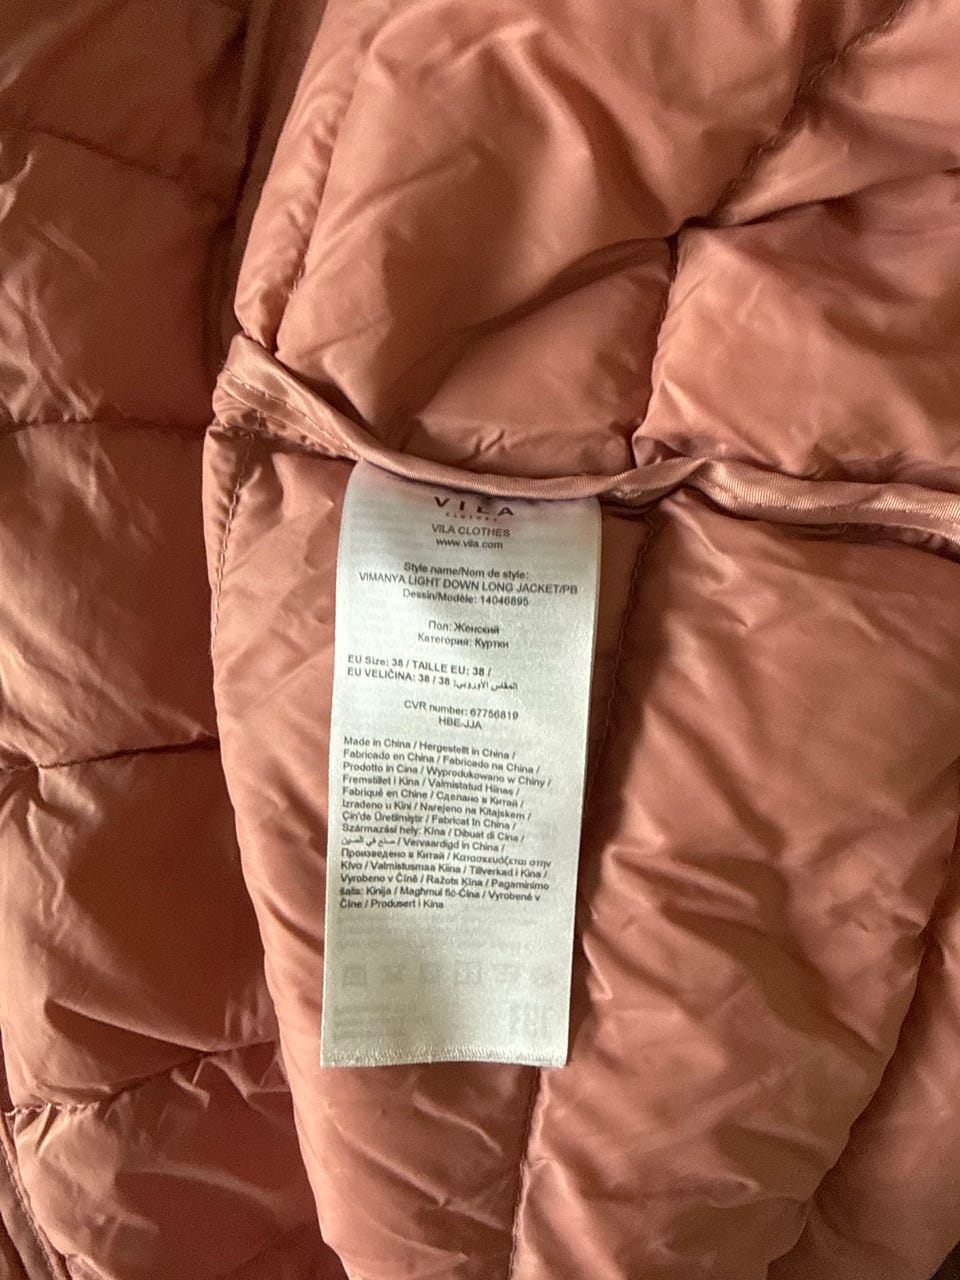 VILA
CLOTHES
VILA CLOTHES
www.vila.com
Style name/Nom de style:
VIMANYA LIGHT DOWN LONG JACKET/PB
Dessin/Modèle: 14046895
Пол: Женский
Категория: Куртки
EU Size: 38 / TAILLE EU: 38 /
EU VELIČINA: 38 / 38 :المقاس الأوروبي
CVR number: 67756819
HBE-JJA
Made in China / Hergestellt in China /
Fabricado en China / Fabricado na China /
Prodotto in Cina / Wyprodukowano w Chiny /
Fremstillet i Kina / Valmistatud Hiinas /
Fabriqué en Chine / Сделано в Китай /
Izradeno u Kini / Narejeno na Kitajskem /
Çin'de Üretilmiştir / Fabricat In China /
Származási hely: Kína / Dibuat di Cina /
صنع في الصين / Vervaardigd in China /
Произведено в Китай / Κατασκευάζεται στην
Κίνα / Valmistusmaa Kiina / Tillverkad i Kina /
Vyrobeno v Číně / Ražots Ķīna / Pagaminimo
šalis: Kinija / Maghmul fiċ-Ċina / Vyrobené v
Číne / Produsert i Kina